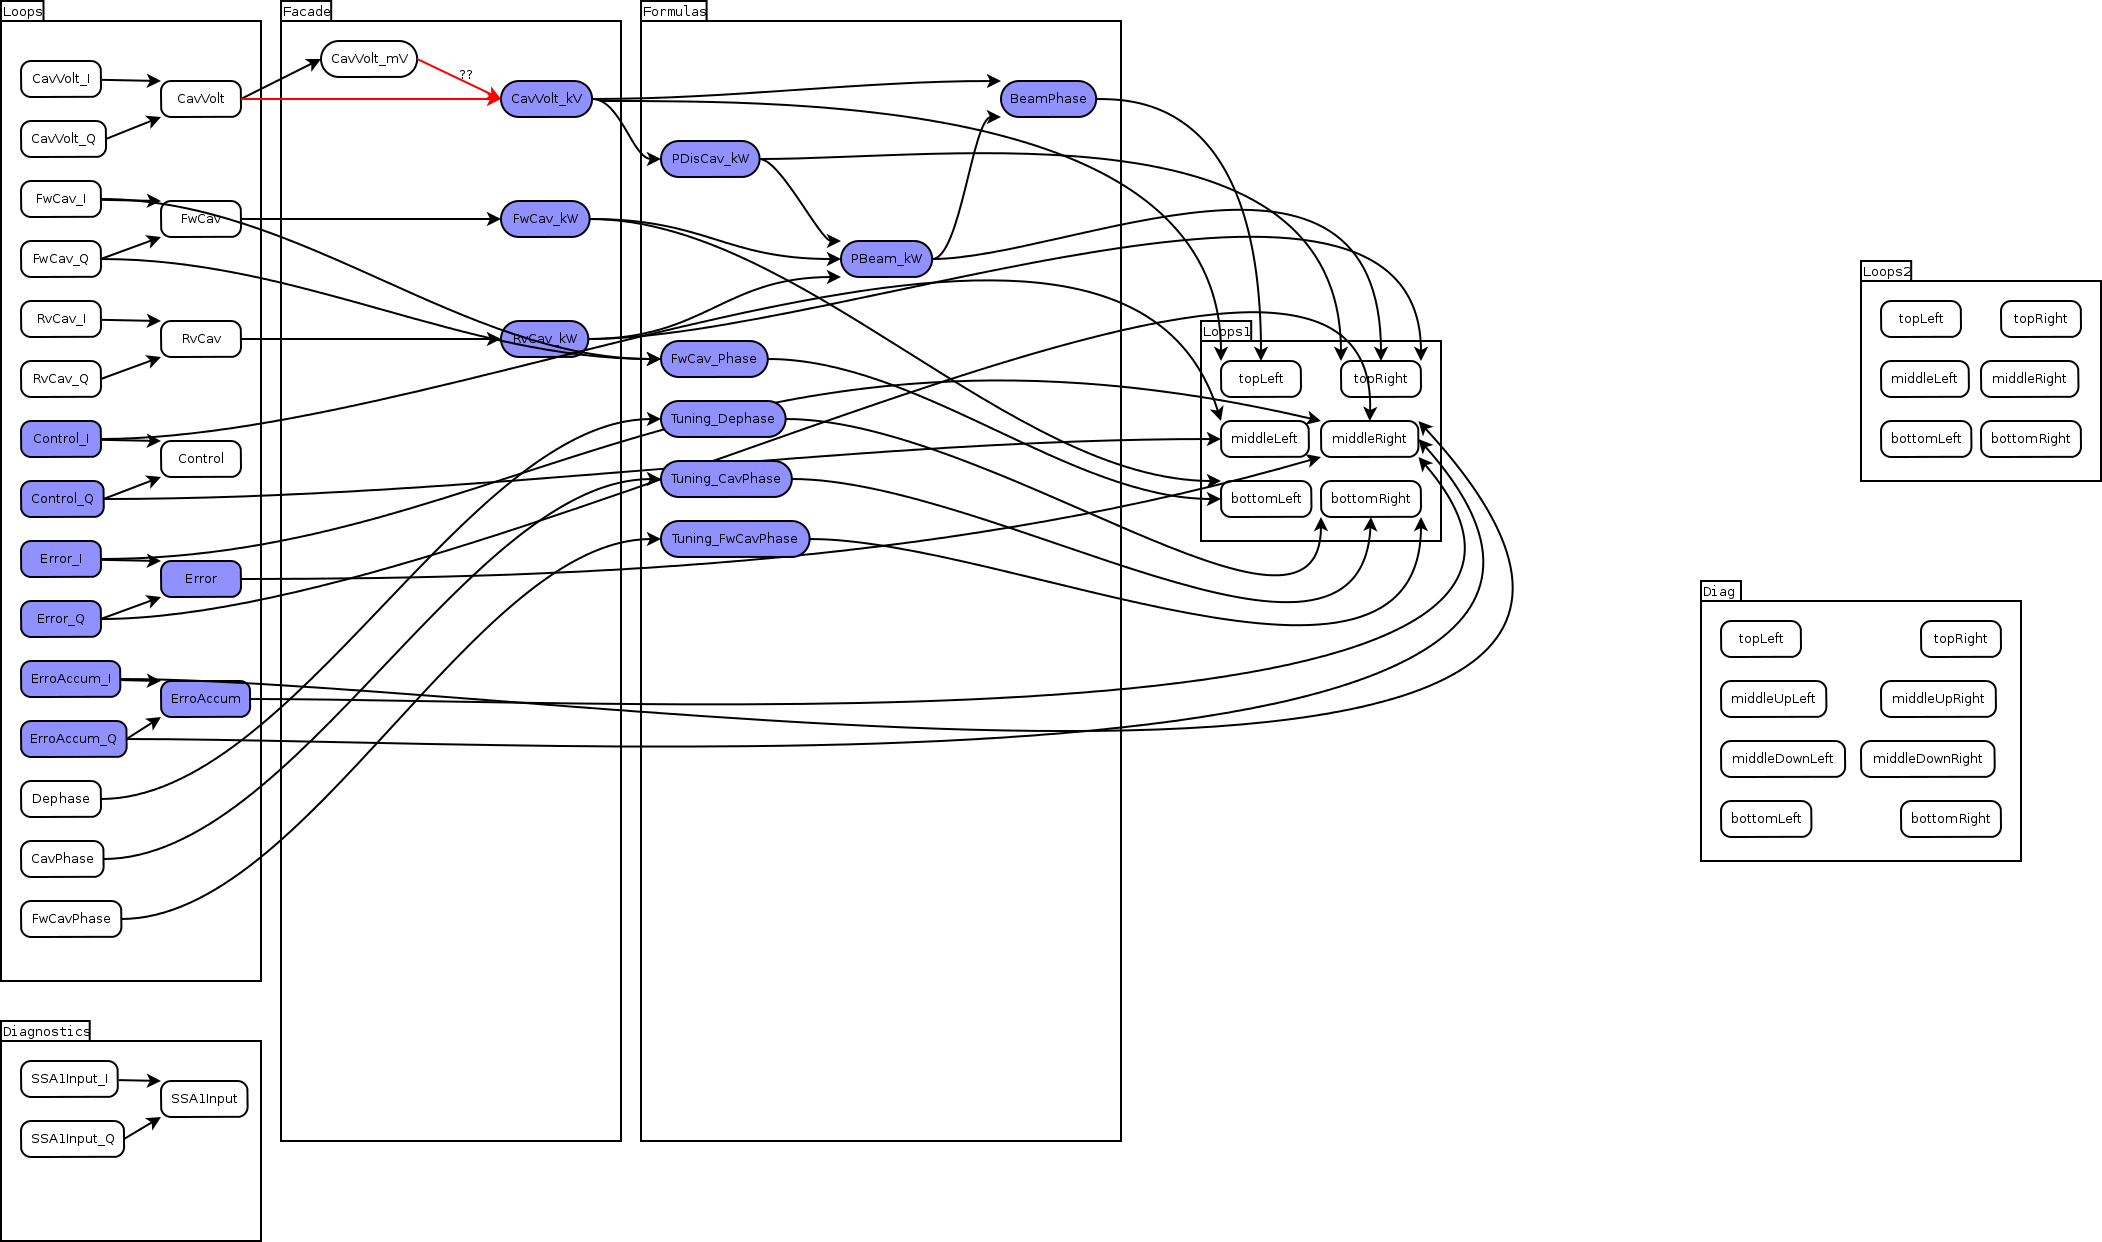 Loops
CavVolt_I
CavVolt_Q
CavVolt
FwCav_I
FwCav_Q
FwCav
RvCav_I
RvCav_Q
RvCav
Control_I
Control_Q
Control
Error_I
Error_Q
Error
ErroAccum_I
ErroAccum_Q
ErroAccum
Dephase
CavPhase
FwCavPhase
Diagnostics
SSA1Input_I
SSA1Input_Q
SSA1Input
Facade
CavVolt_mV
??
CavVolt_kV
FwCav_kW
RvCav_kW
Formulas
BeamPhase
PDisCav_kW
PBeam_kW
FwCav_Phase
Tuning_Dephase
Tuning_CavPhase
Tuning_FwCavPhase
Loops1
topLeft
topRight
middleLeft
middleRight
bottomLeft
bottomRight
Loops2
topLeft
topRight
middleLeft
middleRight
bottomLeft
bottomRight
Diag
topLeft
topRight
middleUpLeft
middleUpRight
middleDownLeft
middleDownRight
bottomLeft
bottomRight